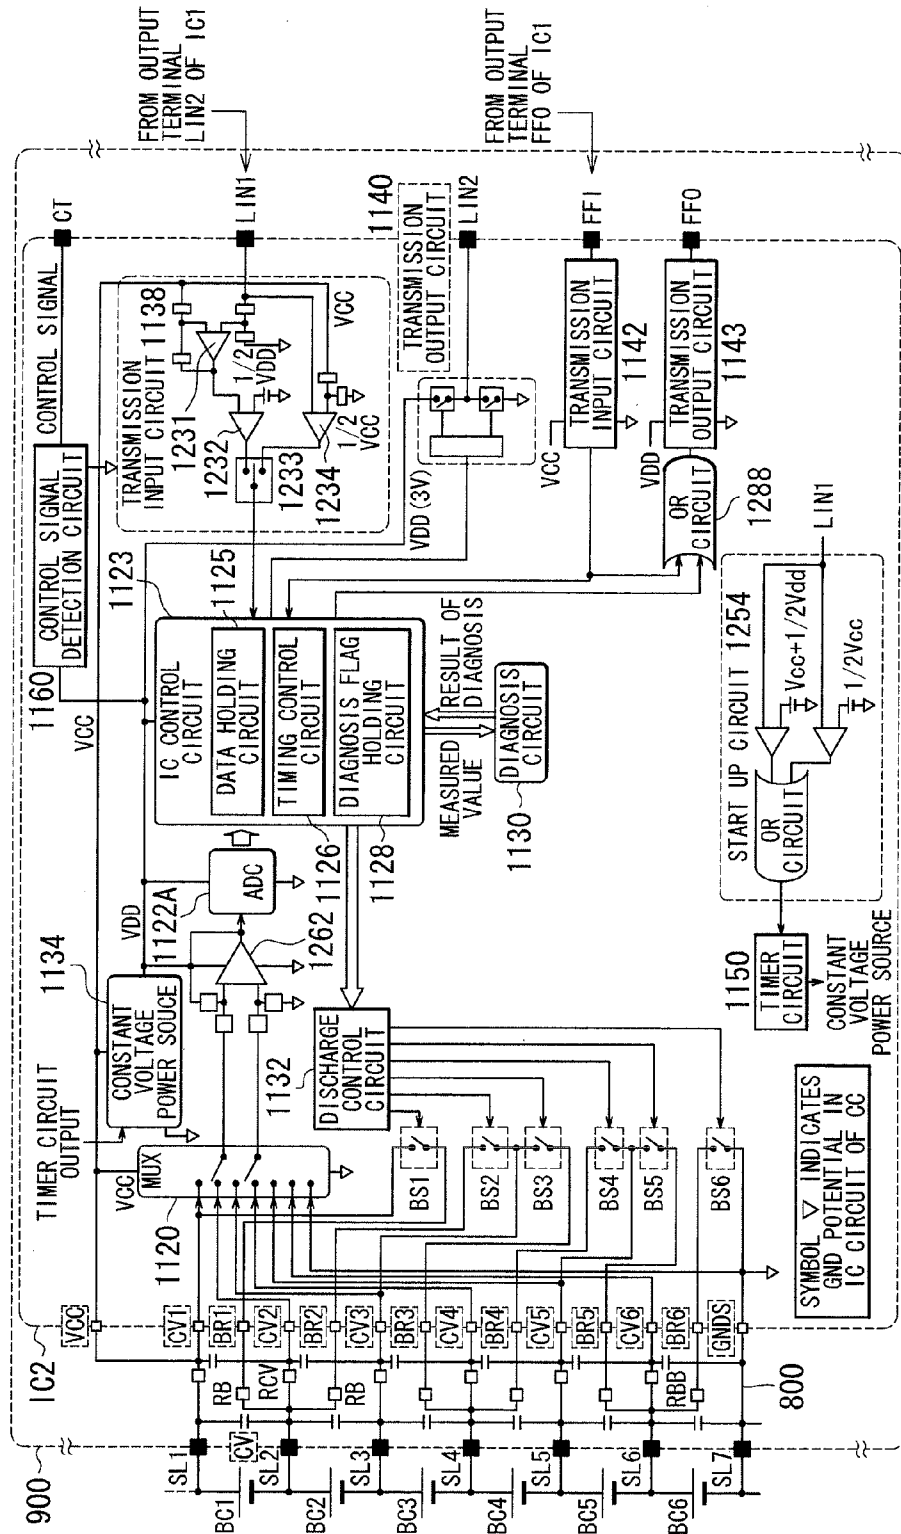 900
IC2
VCC
CV1
BR1
CV2
BR2
CV3
BR3
CV4
BR4
CV5
BR5
CV6
BR6
GNDS
RB
RCV
RB
RBB
800
SL1
CV
SL2
SL3
SL4
SL5
SL6
SL7
BC1
BC2
BC3
BC4
BC5
BC6
TIMER CIRCUIT
OUTPUT
VCC
MUX
1120
CONSTANT
VOLTAGE
POWER SOUCE
1134
VDD
1122A
ADC
262
DISCHARGE
CONTROL
CIRCUIT
1132
BS1
BS2
BS3
BS4
BS5
BS6
SYMBOL ▽ INDICATES
GND POTENTIAL IN
IC CIRCUIT OF CC
1160
VCC
CONTROL SIGNAL
DETECTION CIRCUIT
CONTROL SIGNAL
CT
1123
IC CONTROL
CIRCUIT
DATA HOLDING
CIRCUIT
1125
TIMING CONTROL
CIRCUIT
1126
DIAGNOSIS FLAG
HOLDING
CIRCUIT
1128
MEASURED
VALUE
RESULT OF
DIAGNOSIS
DIAGNOSIS
CIRCUIT
1130
TRANSMISSION
INPUT CIRCUIT 1138
1231
1232
1/2
VDD
1233
1234
1/2
VCC
VCC
LIN1
FROM OUTPUT
TERMINAL
LIN2 OF IC1
1140
TRANSMISSION
OUTPUT CIRCUIT
LIN2
VDD(3V)
FROM OUTPUT
TERMINAL
FFO OF IC1
VCC
TRANSMISSION
INPUT CIRCUIT
1142
FFI
VDD
TRANSMISSION
OUTPUT CIRCUIT
1143
FFO
OR
CIRCUIT
1288
START UP CIRCUIT 1254
OR
CIRCUIT
Vcc+1/2Vdd
1/2Vcc
LIN1
1150
TIMER
CIRCUIT
CONSTANT
VOLTAGE
POWER SOURCE